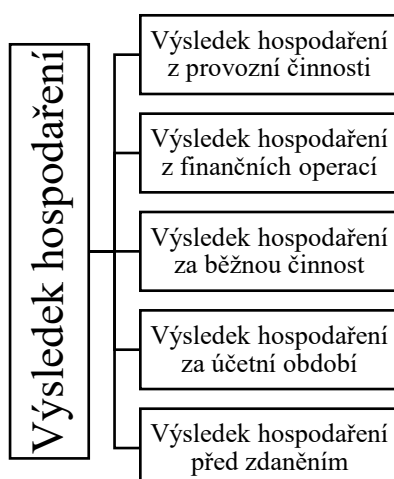 Výsledek hospodaření
Výsledek hospodaření
z provozní činnosti
Výsledek hospodaření
z finančních operací
Výsledek hospodaření
za běžnou činnost
Výsledek hospodaření
za účetní období
Výsledek hospodaření
před zdaněním